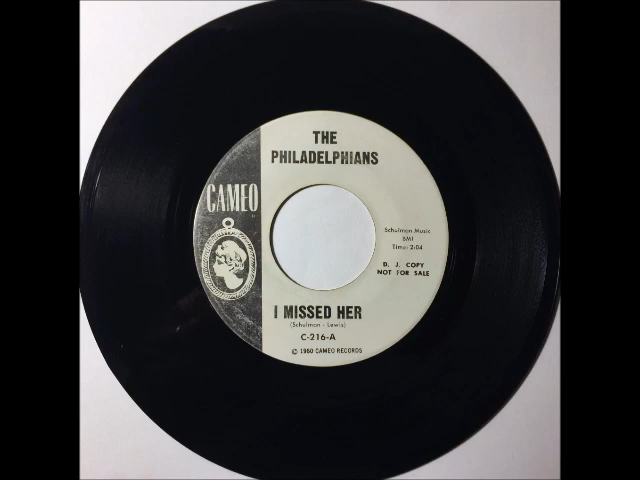 THE
PHILADELPHIANS
CAMEO
Schulman Music
BMI
Time: 2:04
D. J. COPY
NOT FOR SALE
I MISSED HER
(Schulman - Lewis)
C-216-A
© 1960 CAMEO RECORDS